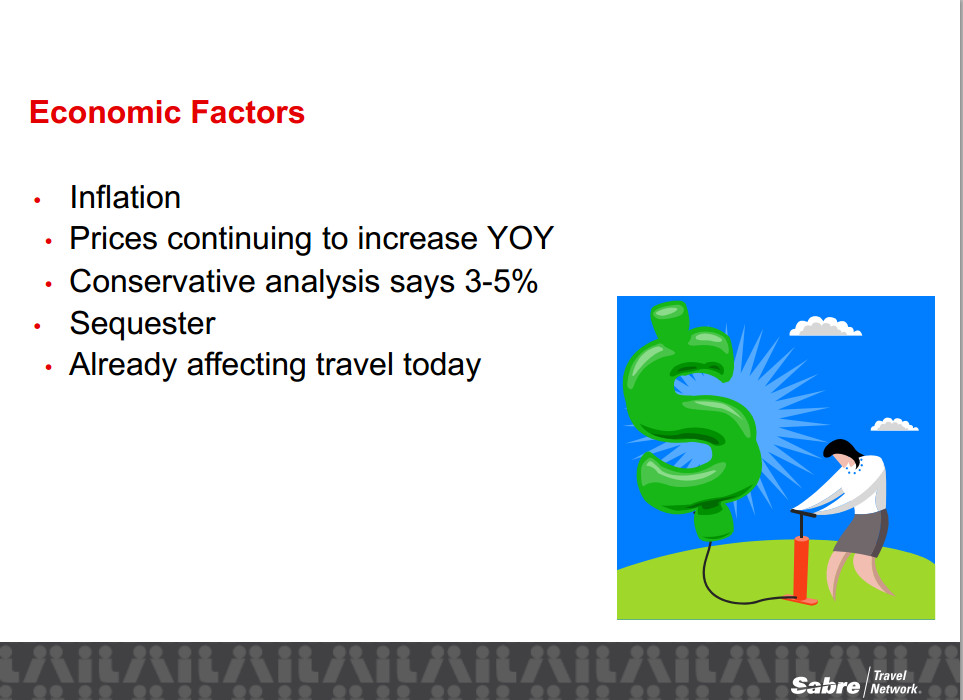 Economic Factors
• Inflation
• Prices continuing to increase YOY
• Conservative analysis says 3-5%
• Sequester
• Already affecting travel today
$
Sabre Travel
Network.